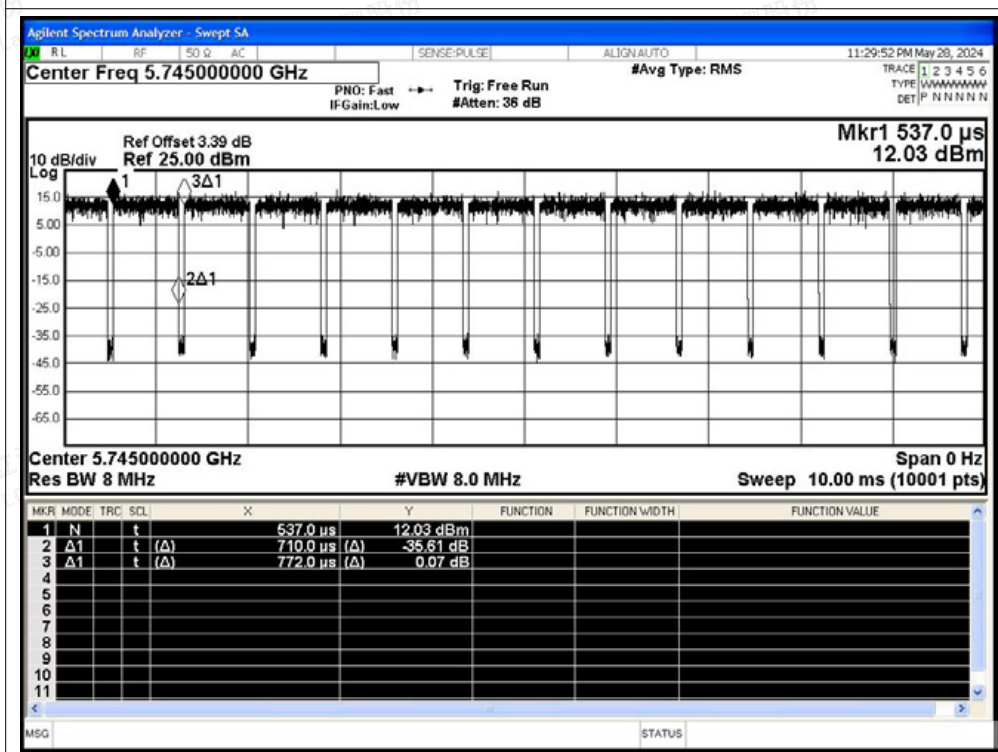 Agilent Spectrum Analyzer - Swept SA
LXI RL RF 50 Ω AC SENSE:PULSE ALIGN AUTO 11:29:52 PM May 28, 2024
Center Freq 5.745000000 GHz #Avg Type: RMS TRACE 1 2 3 4 5 6
PNO: Fast Trig: Free Run TYPE WWWWWW
IFGain:Low #Atten: 36 dB DET P N N N N N
Mkr1 537.0 µs
Ref Offset 3.39 dB
10 dB/div Ref 25.00 dBm 12.03 dBm
Log
1 3Δ1
15.0
5.00
-5.00
-15.0 2Δ1
-25.0
-35.0
-45.0
-55.0
-65.0
Center 5.745000000 GHz Span 0 Hz
Res BW 8 MHz #VBW 8.0 MHz Sweep 10.00 ms (10001 pts)
MKR MODE TRC SCL X Y FUNCTION FUNCTION WIDTH FUNCTION VALUE
1 N t 537.0 µs 12.03 dBm
2 Δ1 t (Δ) 710.0 µs (Δ) -35.61 dB
3 Δ1 t (Δ) 772.0 µs (Δ) 0.07 dB
4
5
6
7
8
9
10
11
MSG STATUS